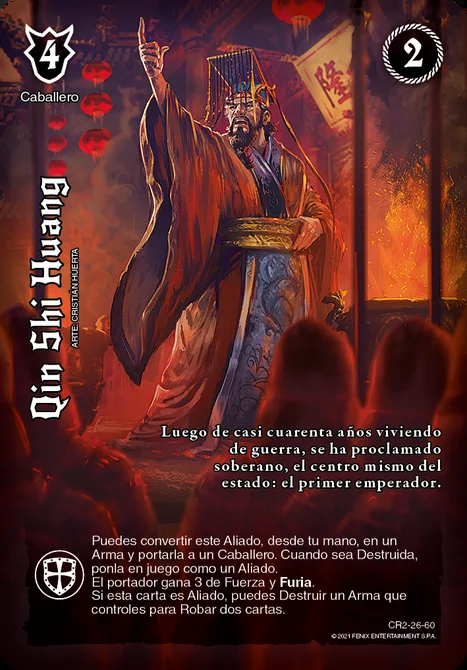 4
2
Caballero
Qin Shi Huang
ARTE: CRISTIÁN HUERTA
隆
Luego de casi cuarenta años viviendo
de guerra, se ha proclamado
soberano, el centro mismo del
estado: el primer emperador.
Puedes convertir este Aliado, desde tu mano, en un
Arma y portarla a un Caballero. Cuando sea Destruida,
ponla en juego como un Aliado.
El portador gana 3 de Fuerza y Furia.
Si esta carta es Aliado, puedes Destruir un Arma que
controles para Robar dos cartas.
CR2-26-60
©2021 FENIX ENTERTAINMENT S.P.A.